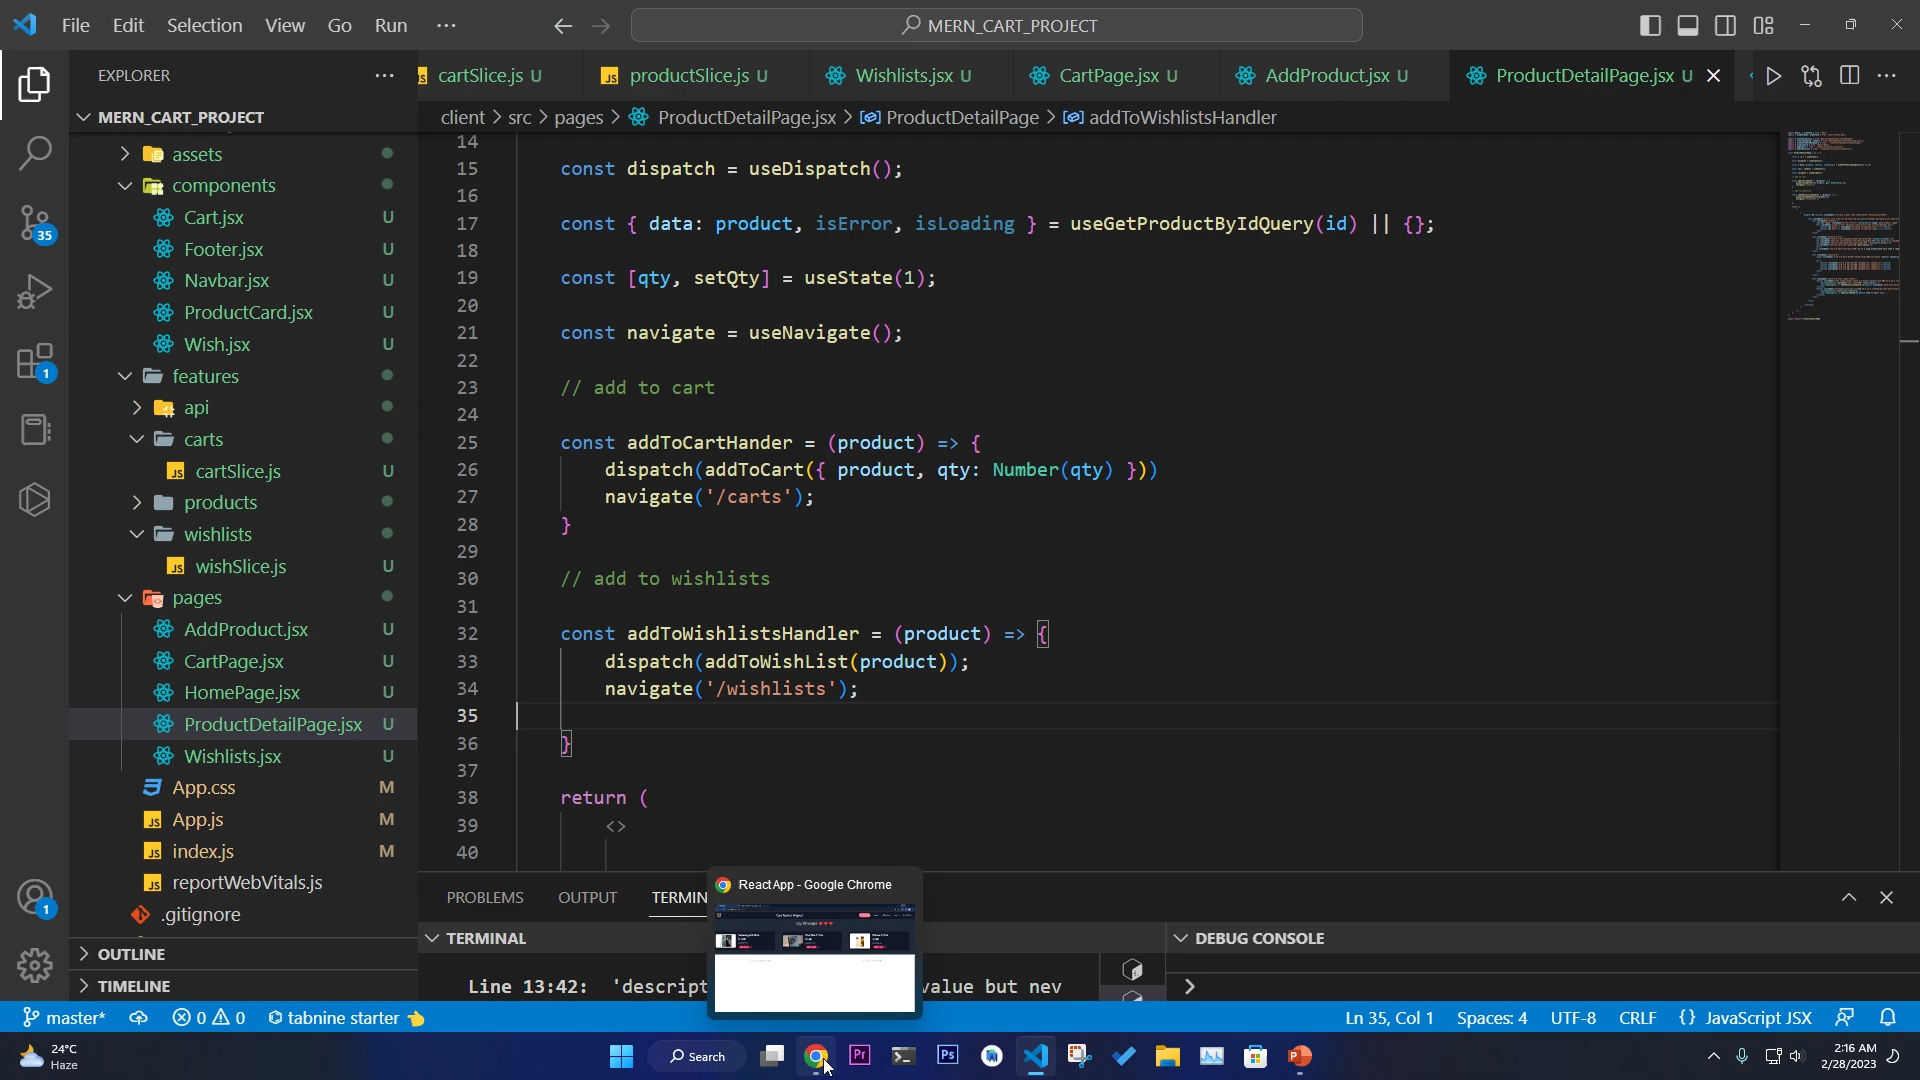 File Edit Selection View Go Run ···
MERN_CART_PROJECT
EXPLORER
cartSlice.js U
productSlice.js U
Wishlists.jsx U
CartPage.jsx U
AddProduct.jsx U
ProductDetailPage.jsx U
MERN_CART_PROJECT
client > src > pages > ProductDetailPage.jsx > ProductDetailPage > addToWishlistsHandler
assets
components
Cart.jsx U
Footer.jsx U
Navbar.jsx U
ProductCard.jsx U
Wish.jsx U
features
api
carts
cartSlice.js U
products
wishlists
wishSlice.js U
pages
AddProduct.jsx U
CartPage.jsx U
HomePage.jsx U
ProductDetailPage.jsx U
Wishlists.jsx U
App.css M
App.js M
index.js M
reportWebVitals.js
.gitignore
OUTLINE
TIMELINE
35
1
1
14
15 const dispatch = useDispatch();
16
17 const { data: product, isError, isLoading } = useGetProductByIdQuery(id) || {};
18
19 const [qty, setQty] = useState(1);
20
21 const navigate = useNavigate();
22
23 // add to cart
24
25 const addToCartHander = (product) => {
26 dispatch(addToCart({ product, qty: Number(qty) }))
27 navigate('/carts');
28 }
29
30 // add to wishlists
31
32 const addToWishlistsHandler = (product) => {
33 dispatch(addToWishList(product));
34 navigate('/wishlists');
35
36 }
37
38 return (
39 <>
40
PROBLEMS OUTPUT TERMIN
React App - Google Chrome
TERMINAL
DEBUG CONSOLE
Line 13:42: 'descript
value but nev
master* 0 0 tabnine starter
Ln 35, Col 1 Spaces: 4 UTF-8 CRLF {} JavaScript JSX
24°C
Haze
Search
2:16 AM
2/28/2023